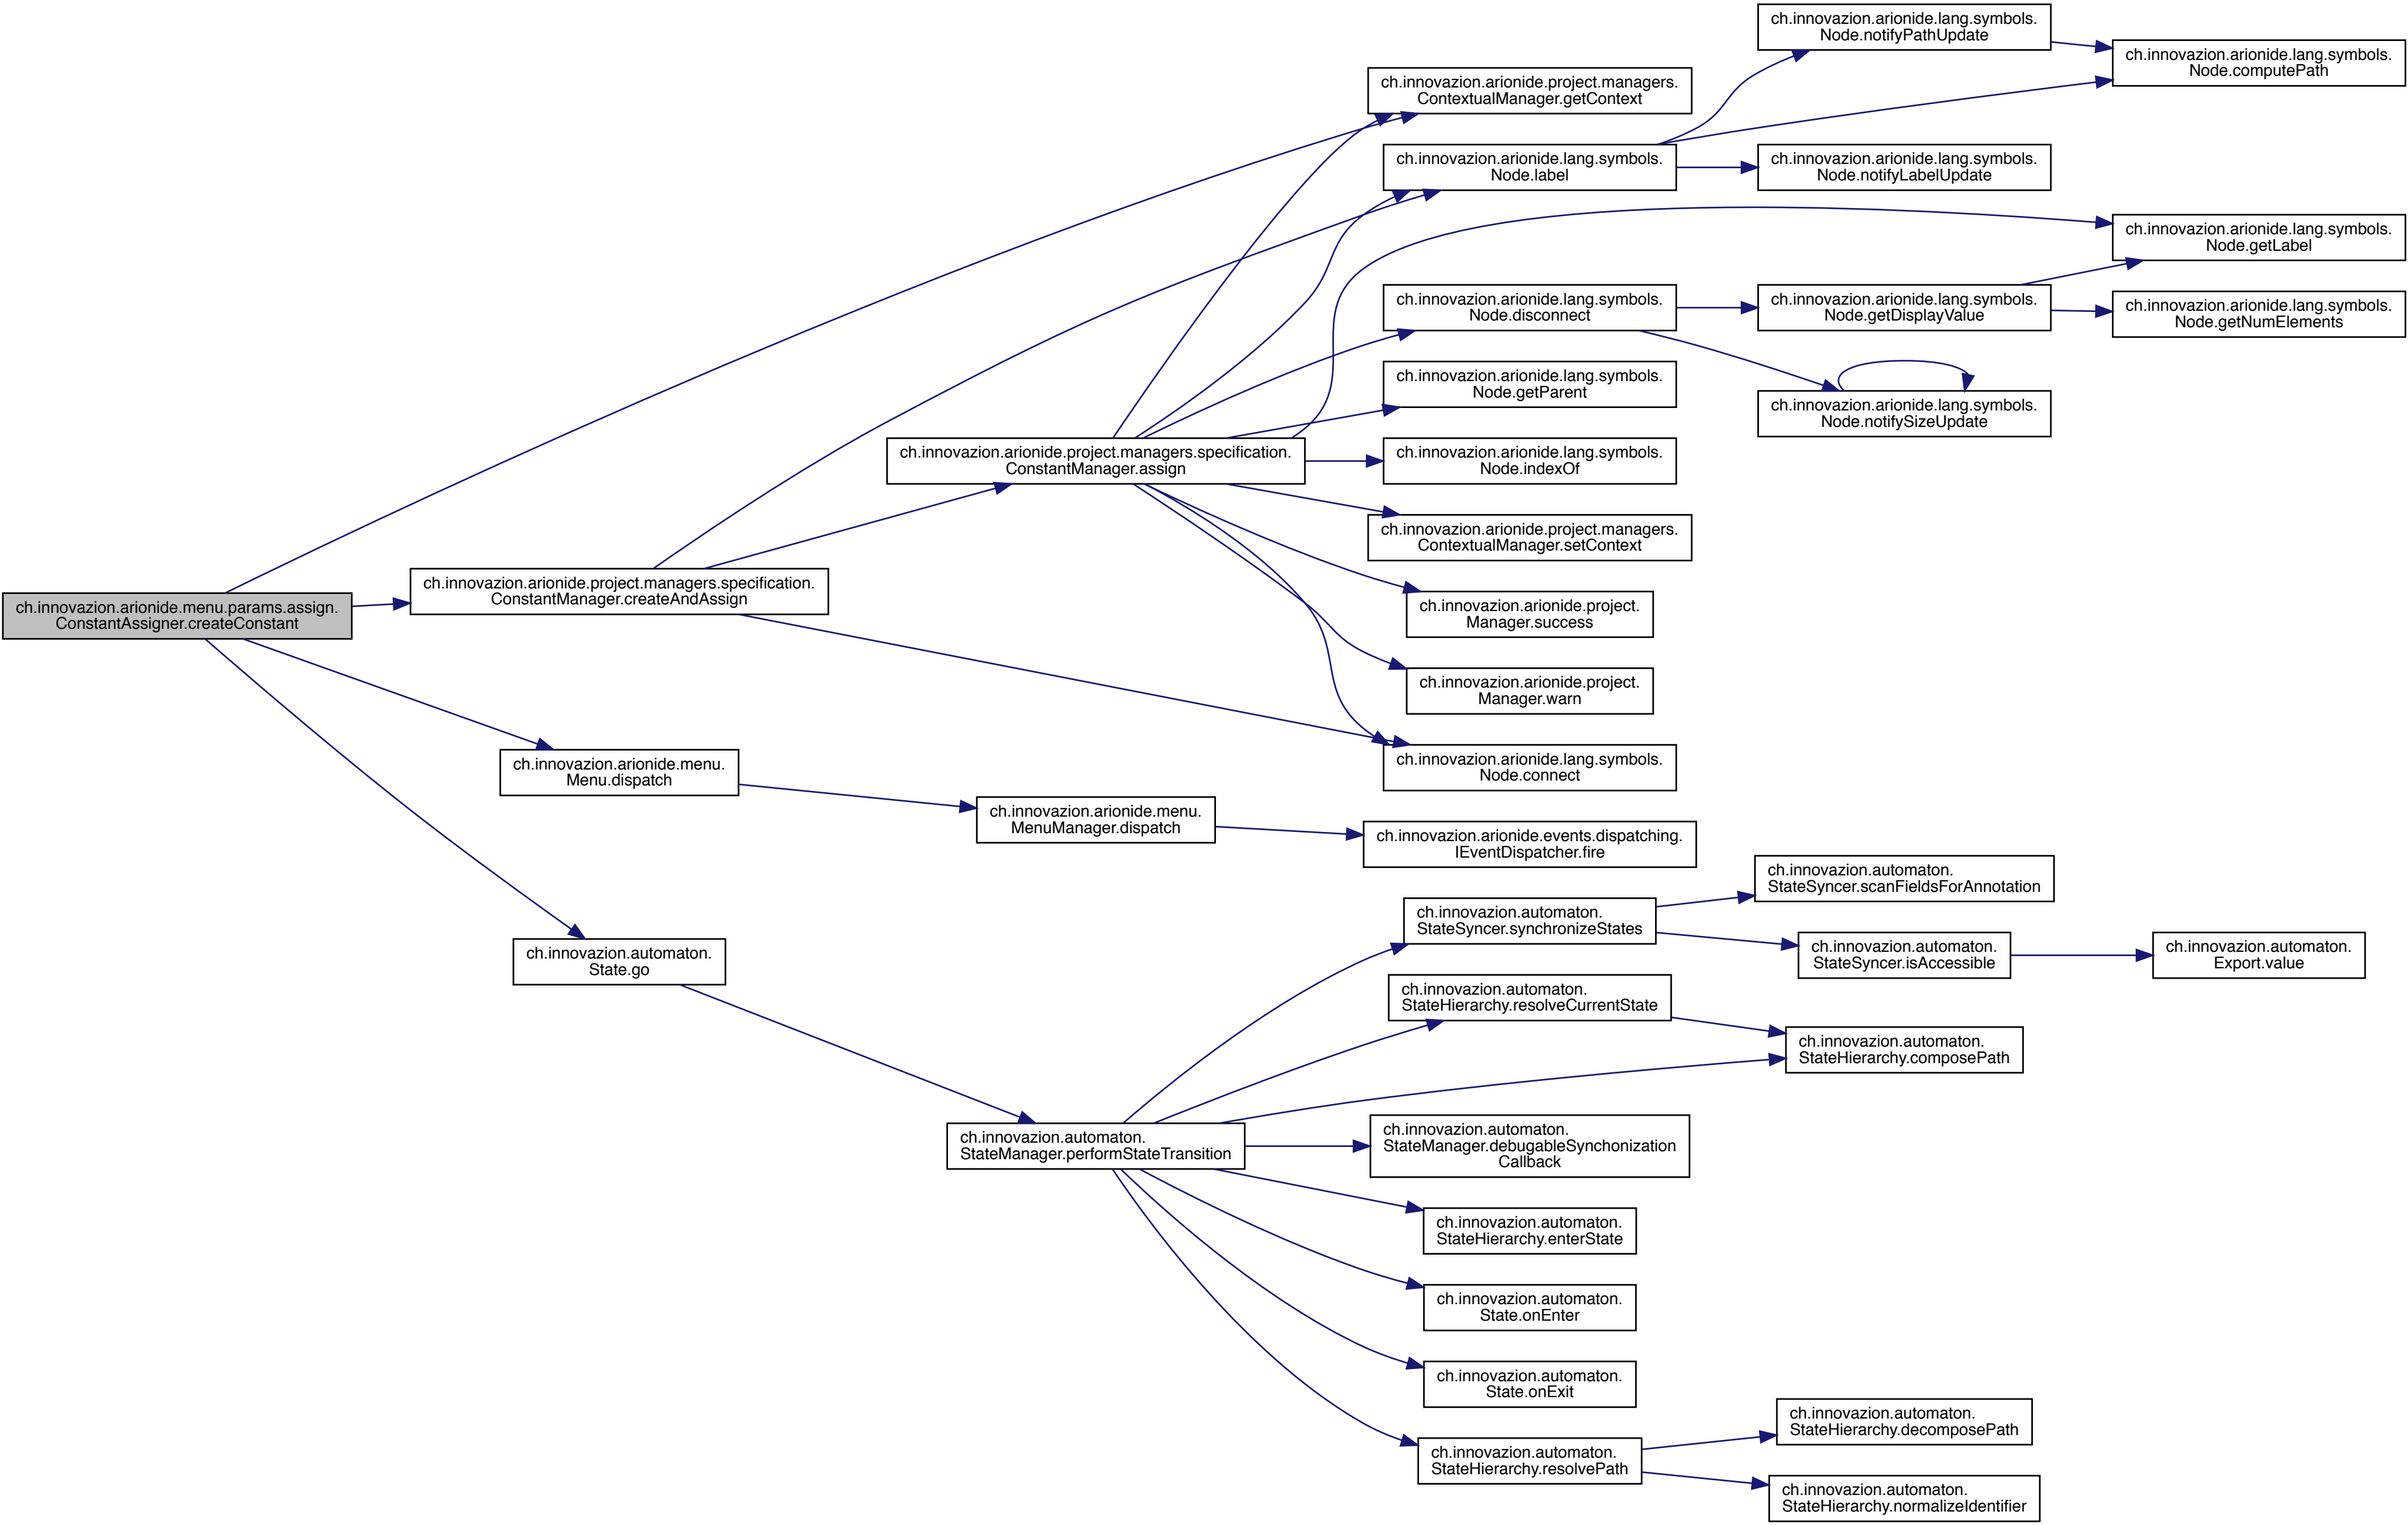 ch.innovazion.arionide.menu.params.assign.
ConstantAssigner.createConstant
ch.innovazion.arionide.project.managers.
ContextualManager.getContext
ch.innovazion.arionide.project.managers.specification.
ConstantManager.createAndAssign
ch.innovazion.arionide.menu.
Menu.dispatch
ch.innovazion.automaton.
State.go
ch.innovazion.arionide.project.managers.specification.
ConstantManager.assign
ch.innovazion.arionide.lang.symbols.
Node.label
ch.innovazion.arionide.lang.symbols.
Node.notifyPathUpdate
ch.innovazion.arionide.lang.symbols.
Node.computePath
ch.innovazion.arionide.lang.symbols.
Node.notifyLabelUpdate
ch.innovazion.arionide.lang.symbols.
Node.getLabel
ch.innovazion.arionide.lang.symbols.
Node.disconnect
ch.innovazion.arionide.lang.symbols.
Node.getDisplayValue
ch.innovazion.arionide.lang.symbols.
Node.getNumElements
ch.innovazion.arionide.lang.symbols.
Node.notifySizeUpdate
ch.innovazion.arionide.lang.symbols.
Node.getParent
ch.innovazion.arionide.lang.symbols.
Node.indexOf
ch.innovazion.arionide.project.managers.
ContextualManager.setContext
ch.innovazion.arionide.project.
Manager.success
ch.innovazion.arionide.project.
Manager.warn
ch.innovazion.arionide.lang.symbols.
Node.connect
ch.innovazion.arionide.menu.
MenuManager.dispatch
ch.innovazion.arionide.events.dispatching.
IEventDispatcher.fire
ch.innovazion.automaton.
StateManager.performStateTransition
ch.innovazion.automaton.
StateSyncer.synchronizeStates
ch.innovazion.automaton.
StateSyncer.scanFieldsForAnnotation
ch.innovazion.automaton.
StateSyncer.isAccessible
ch.innovazion.automaton.
Export.value
ch.innovazion.automaton.
StateHierarchy.resolveCurrentState
ch.innovazion.automaton.
StateHierarchy.composePath
ch.innovazion.automaton.
StateManager.debugableSynchonization
Callback
ch.innovazion.automaton.
StateHierarchy.enterState
ch.innovazion.automaton.
State.onEnter
ch.innovazion.automaton.
State.onExit
ch.innovazion.automaton.
StateHierarchy.resolvePath
ch.innovazion.automaton.
StateHierarchy.decomposePath
ch.innovazion.automaton.
StateHierarchy.normalizeIdentifier